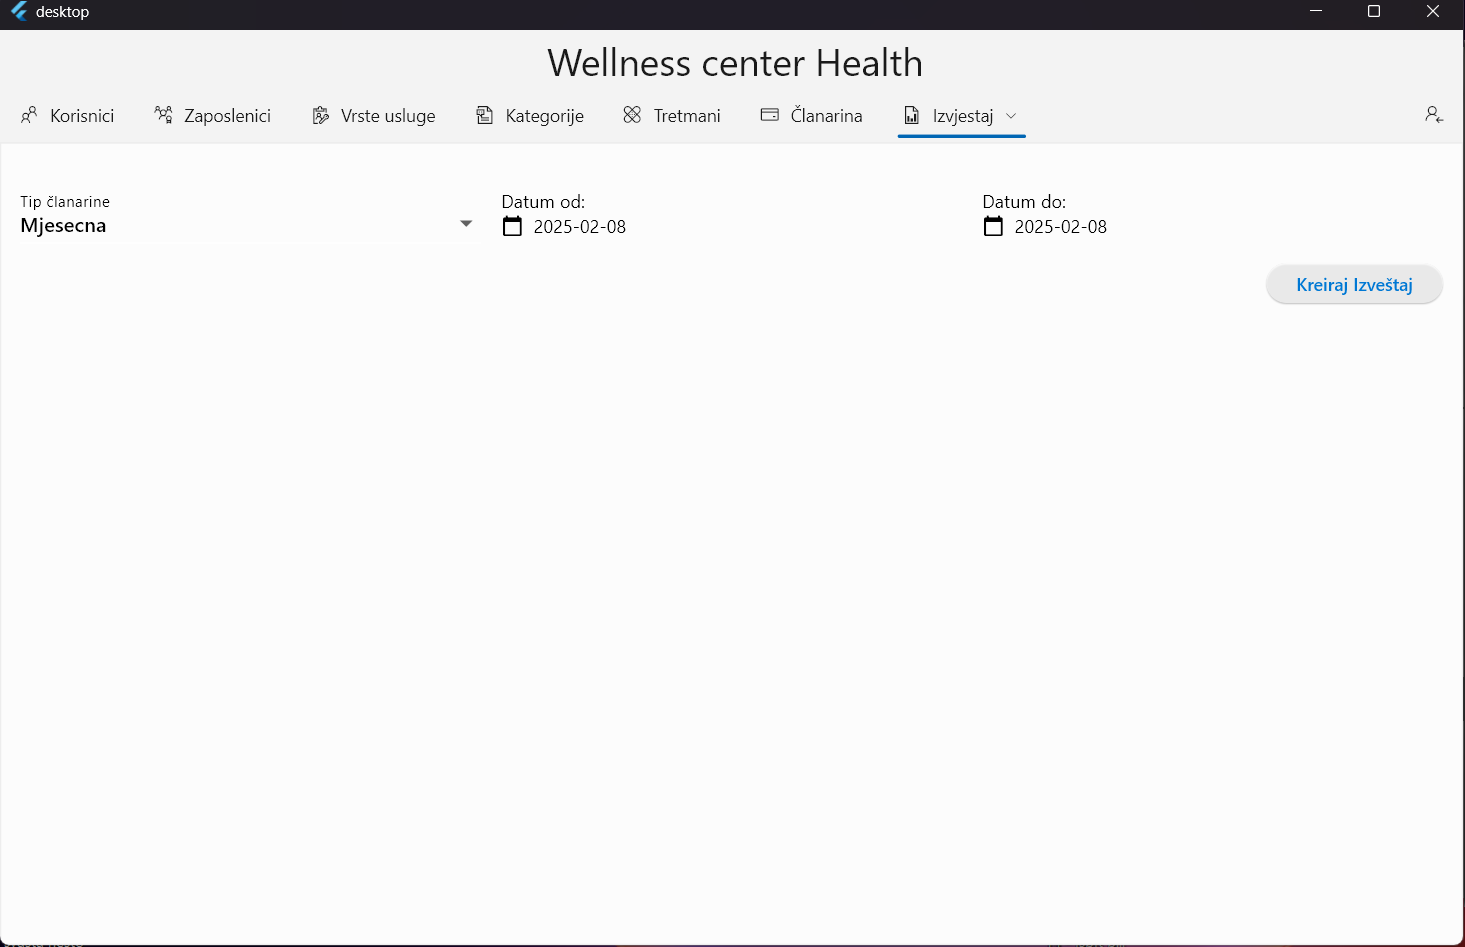 desktop
Wellness center Health
Korisnici Zaposlenici Vrste usluge Kategorije Tretmani Članarina Izvjestaj
Tip članarine Datum od: Datum do:
Mjesecna 2025-02-08 2025-02-08
Kreiraj Izveštaj